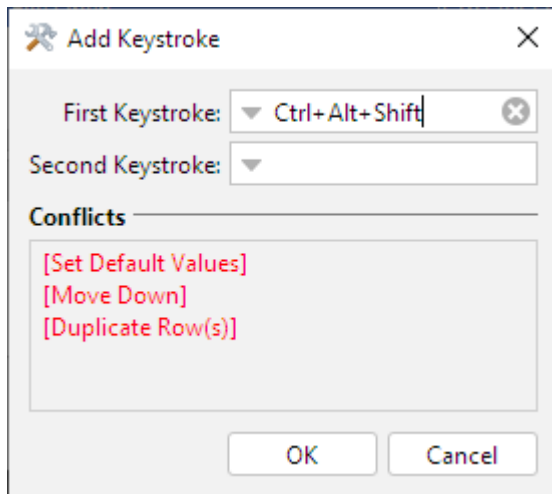 Add Keystroke
First Keystroke: Ctrl+Alt+Shift
Second Keystroke:
Conflicts
[Set Default Values]
[Move Down]
[Duplicate Row(s)]
OK Cancel